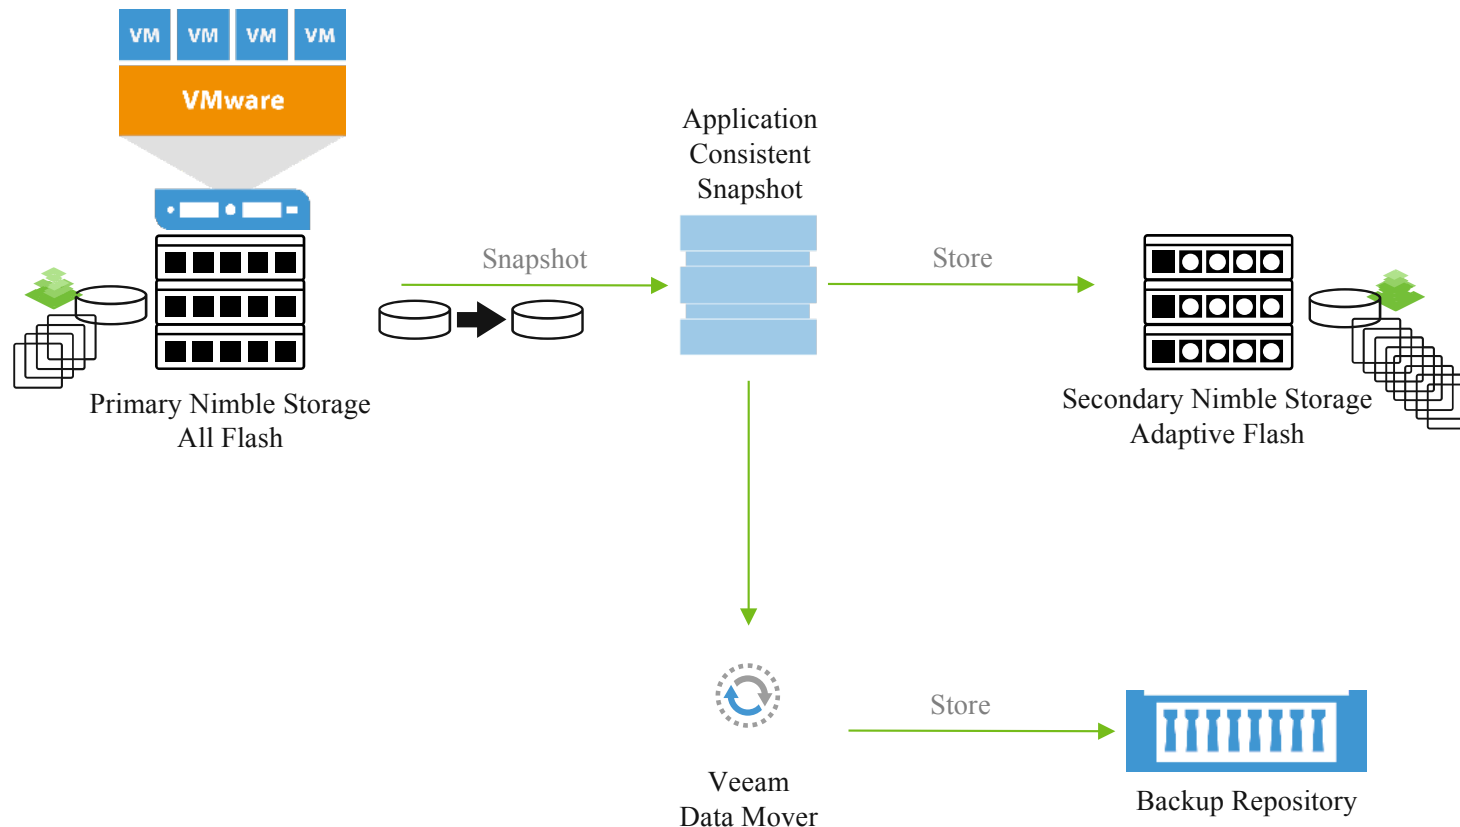 VM VM VM VM
VMware
Application
Consistent
Snapshot
Snapshot
Store
Primary Nimble Storage
All Flash
Secondary Nimble Storage
Adaptive Flash
Store
Veeam
Data Mover
Backup Repository